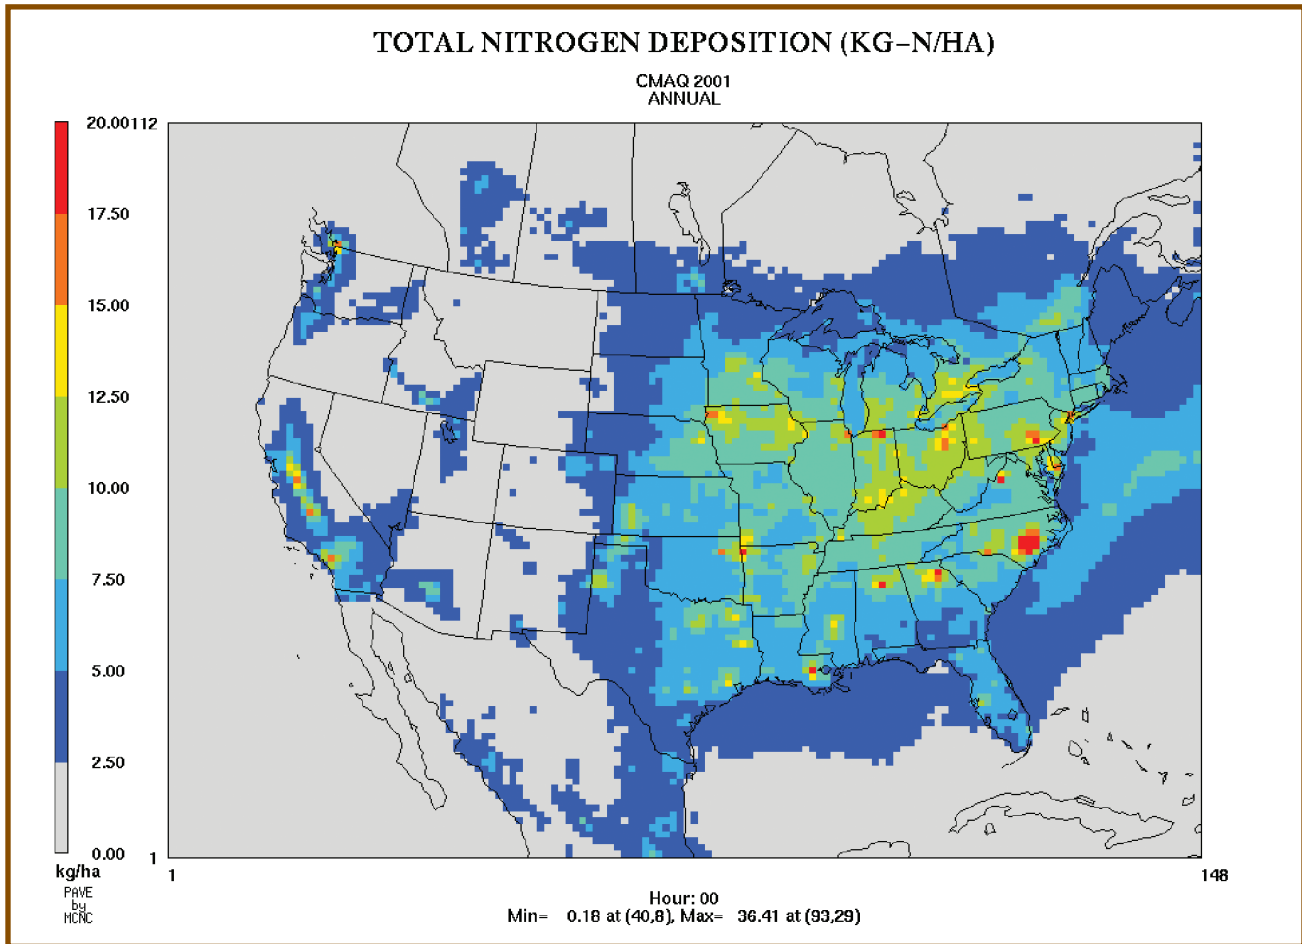 TOTAL NITROGEN DEPOSITION (KG–N/HA)
CMAQ 2001
ANNUAL
20.00
112
17.50
15.00
12.50
10.00
7.50
5.00
2.50
0.00
1
kg/ha
PAVE
by
MCNC
1
148
Hour: 00
Min= 0.18 at (40,8), Max= 36.41 at (93,29)